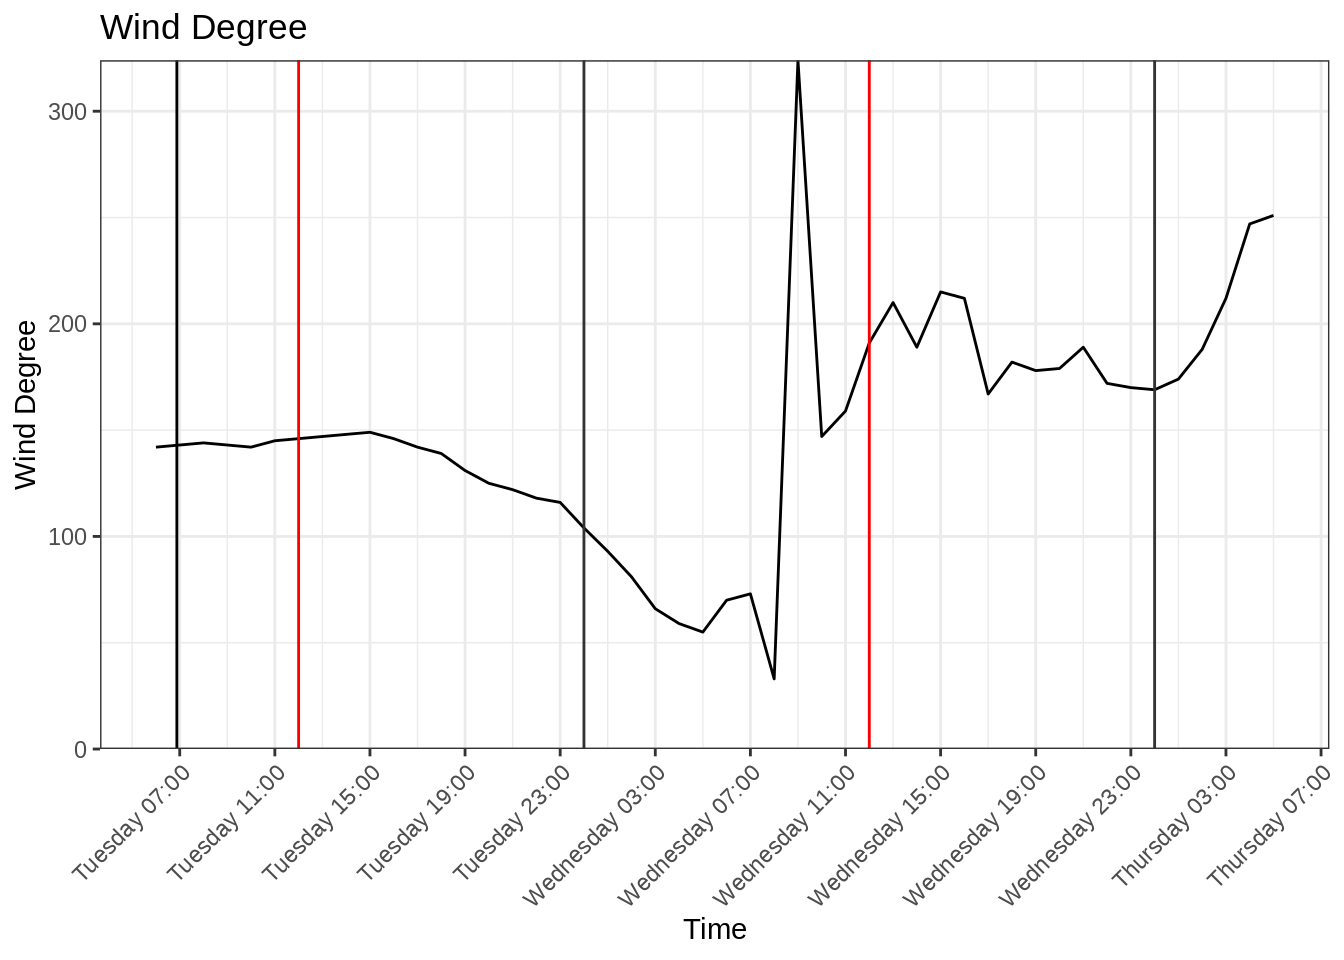 Wind Degree
Wind Degree
300
200
100
0
Tuesday 07:00
Tuesday 11:00
Tuesday 15:00
Tuesday 19:00
Tuesday 23:00
Wednesday 03:00
Wednesday 07:00
Wednesday 11:00
Wednesday 15:00
Wednesday 19:00
Wednesday 23:00
Thursday 03:00
Thursday 07:00
Time